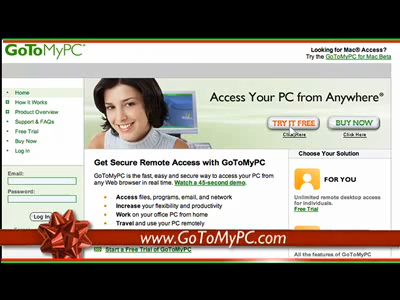 GoToMyPC®
Looking for Mac® Access?
Try the GoToMyPC for Mac Beta
Home
How It Works
Product Overview
Support & FAQs
Free Trial
Buy Now
Log In
Access Your PC from Anywhere®
TRY IT FREE
BUY NOW
Click Here
Click Here
Email:
Password:
Log In
Get Secure Remote Access with GoToMyPC
GoToMyPC is the fast, easy and secure way to access your PC from
any Web browser in real time. Watch a 45-second demo.
Access files, programs, email, and network
Increase your flexibility and productivity
Work on your office PC from home
Travel and use your PC remotely
Start a Free Trial of GoToMyPC
Choose Your Solution
FOR YOU
Unlimited remote desktop access for
individuals.
Free Trial
www.GoToMyPC.com
All the features of GoToMyPC